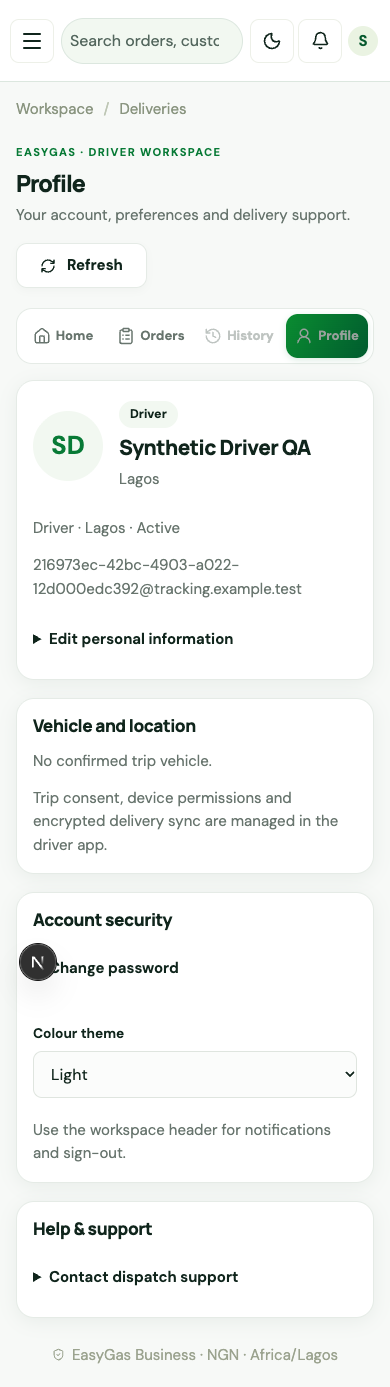 Search orders, custo
S
Workspace / Deliveries
EASYGAS · DRIVER WORKSPACE
Profile
Your account, preferences and delivery support.
Refresh
Home Orders History Profile
SD
Driver
Synthetic Driver QA
Lagos
Driver · Lagos · Active
216973ec-42bc-4903-a022-
12d000edc392@tracking.example.test
Edit personal information
Vehicle and location
No confirmed trip vehicle.
Trip consent, device permissions and
encrypted delivery sync are managed in the
driver app.
Account security
N
Change password
Colour theme
Light
Use the workspace header for notifications
and sign-out.
Help & support
Contact dispatch support
EasyGas Business · NGN · Africa/Lagos